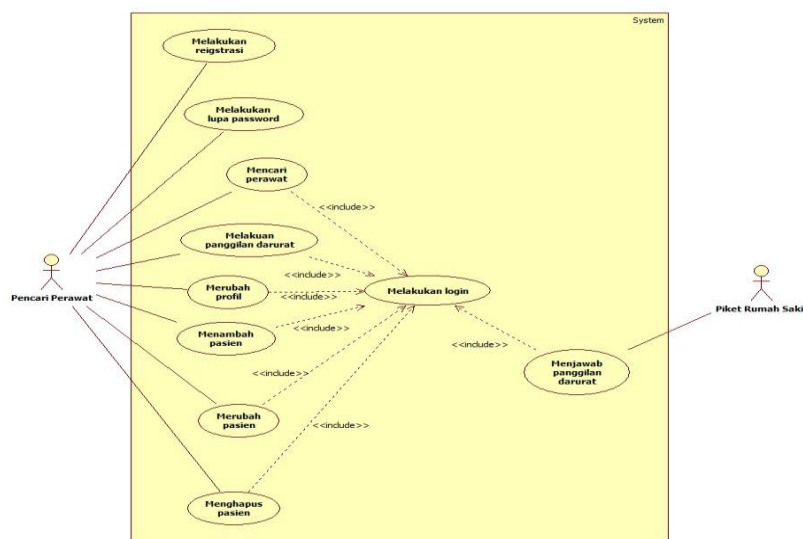 System
Melakukan
reigstrasi
Melakukan
lupa password
Mencari
perawat
<<include>>
Melakuan
panggilan darurat
<<include>>
Pencari Perawat
Merubah
profil
<<include>>
Melakukan login
Piket Rumah Saki
Menambah
pasien
<<include>>
<<include>>
Menjawab
panggilan
darurat
<<include>>
Merubah
pasien
<<include>>
Menghapus
pasien